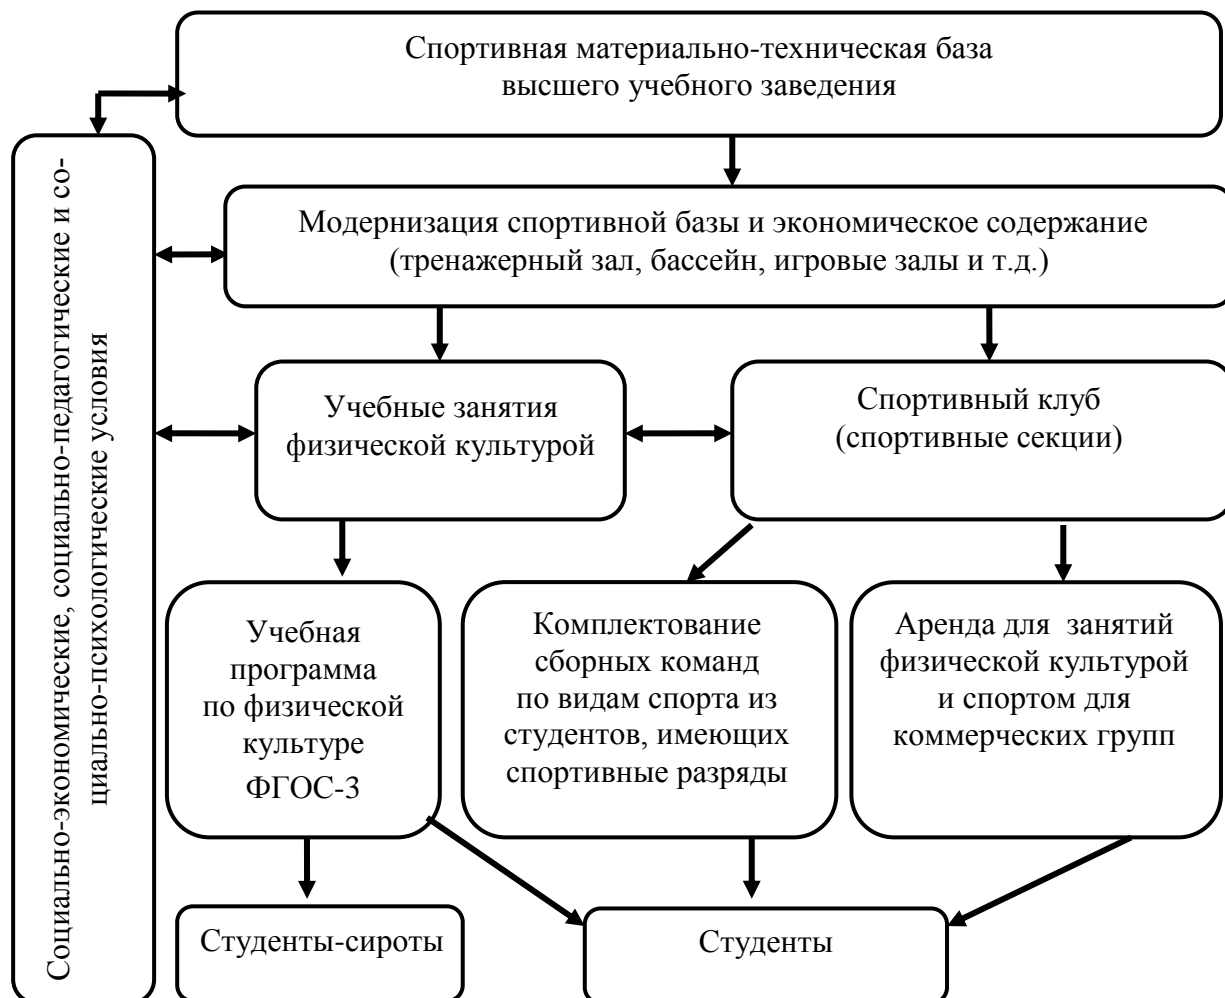 Спортивная материально-техническая база
высшего учебного заведения
Социально-экономические, социально-педагогические и со-
циально-психологические условия
Модернизация спортивной базы и экономическое содержание
(тренажерный зал, бассейн, игровые залы и т.д.)
Учебные занятия
физической культурой
Спортивный клуб
(спортивные секции)
Учебная
программа
по физической
культуре
ФГОС-3
Комплектование
сборных команд
по видам спорта из
студентов, имеющих
спортивные разряды
Аренда для занятий
физической культурой
и спортом для
коммерческих групп
Студенты-сироты
Студенты